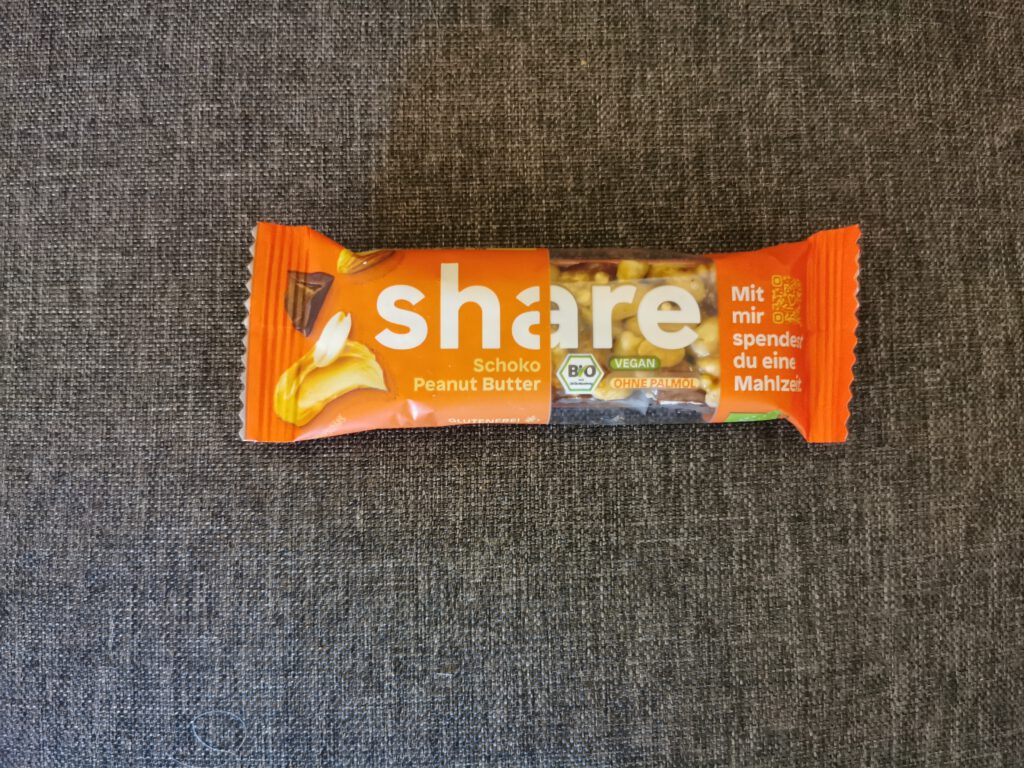 share
Schoko
Peanut Butter
BIO
VEGAN
OHNE PALMÖL
GLUTENFREI
Mit
mir
spendest
du eine
Mahlzeit